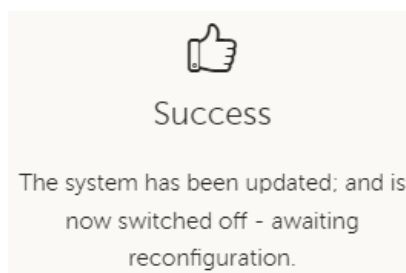 Success
The system has been updated; and is
now switched off - awaiting
reconfiguration.